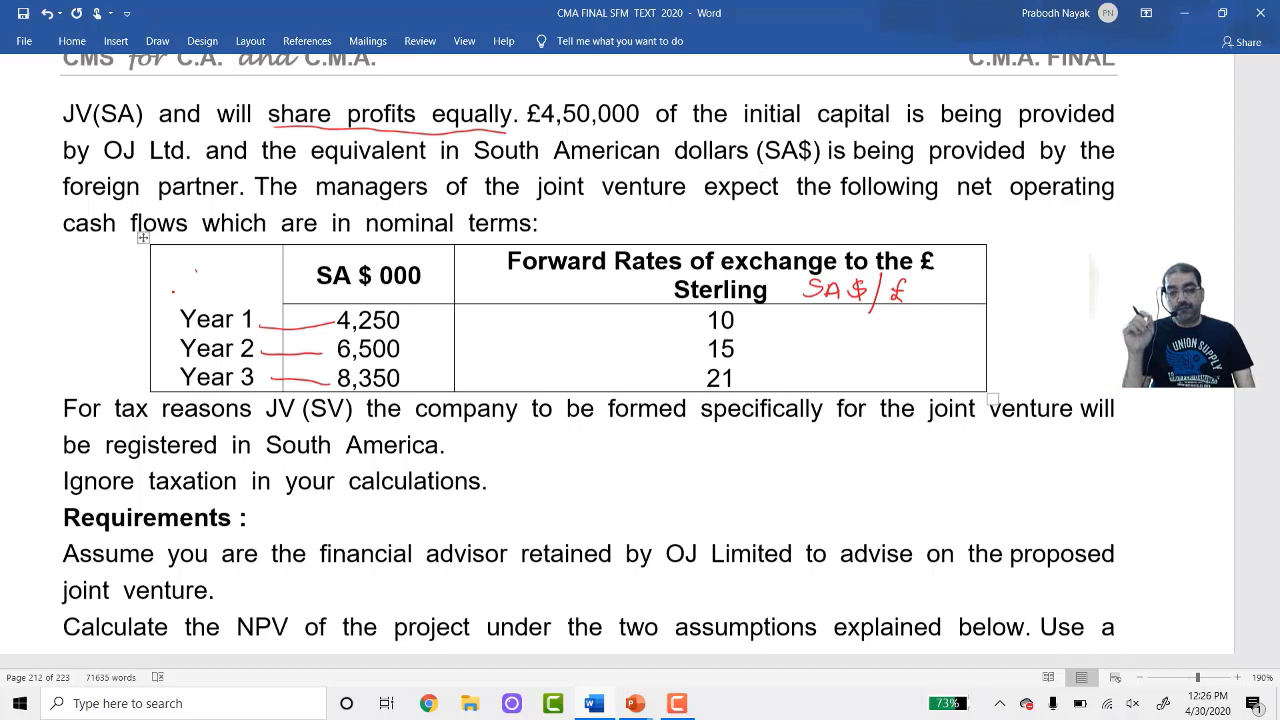 CMA FINAL SFM TEXT 2020 - Word
Prabodh Nayak PN
File Home Insert Draw Design Layout References Mailings Review View Help Tell me what you want to do Share
CMS for C.A. and C.M.A. C.M.A. FINAL
JV(SA) and will share profits equally. £4,50,000 of the initial capital is being provided
by OJ Ltd. and the equivalent in South American dollars (SA$) is being provided by the
foreign partner. The managers of the joint venture expect the following net operating
cash flows which are in nominal terms:
SA $ 000 Forward Rates of exchange to the £
Sterling SA $/£
Year 1 4,250 10
Year 2 6,500 15
Year 3 8,350 21
For tax reasons JV (SV) the company to be formed specifically for the joint venture will
be registered in South America.
Ignore taxation in your calculations.
Requirements :
Assume you are the financial advisor retained by OJ Limited to advise on the proposed
joint venture.
Calculate the NPV of the project under the two assumptions explained below. Use a
UNION SUPPLY
Page 212 of 223 71635 words 190%
Type here to search 73% 12:26 PM
4/30/2020